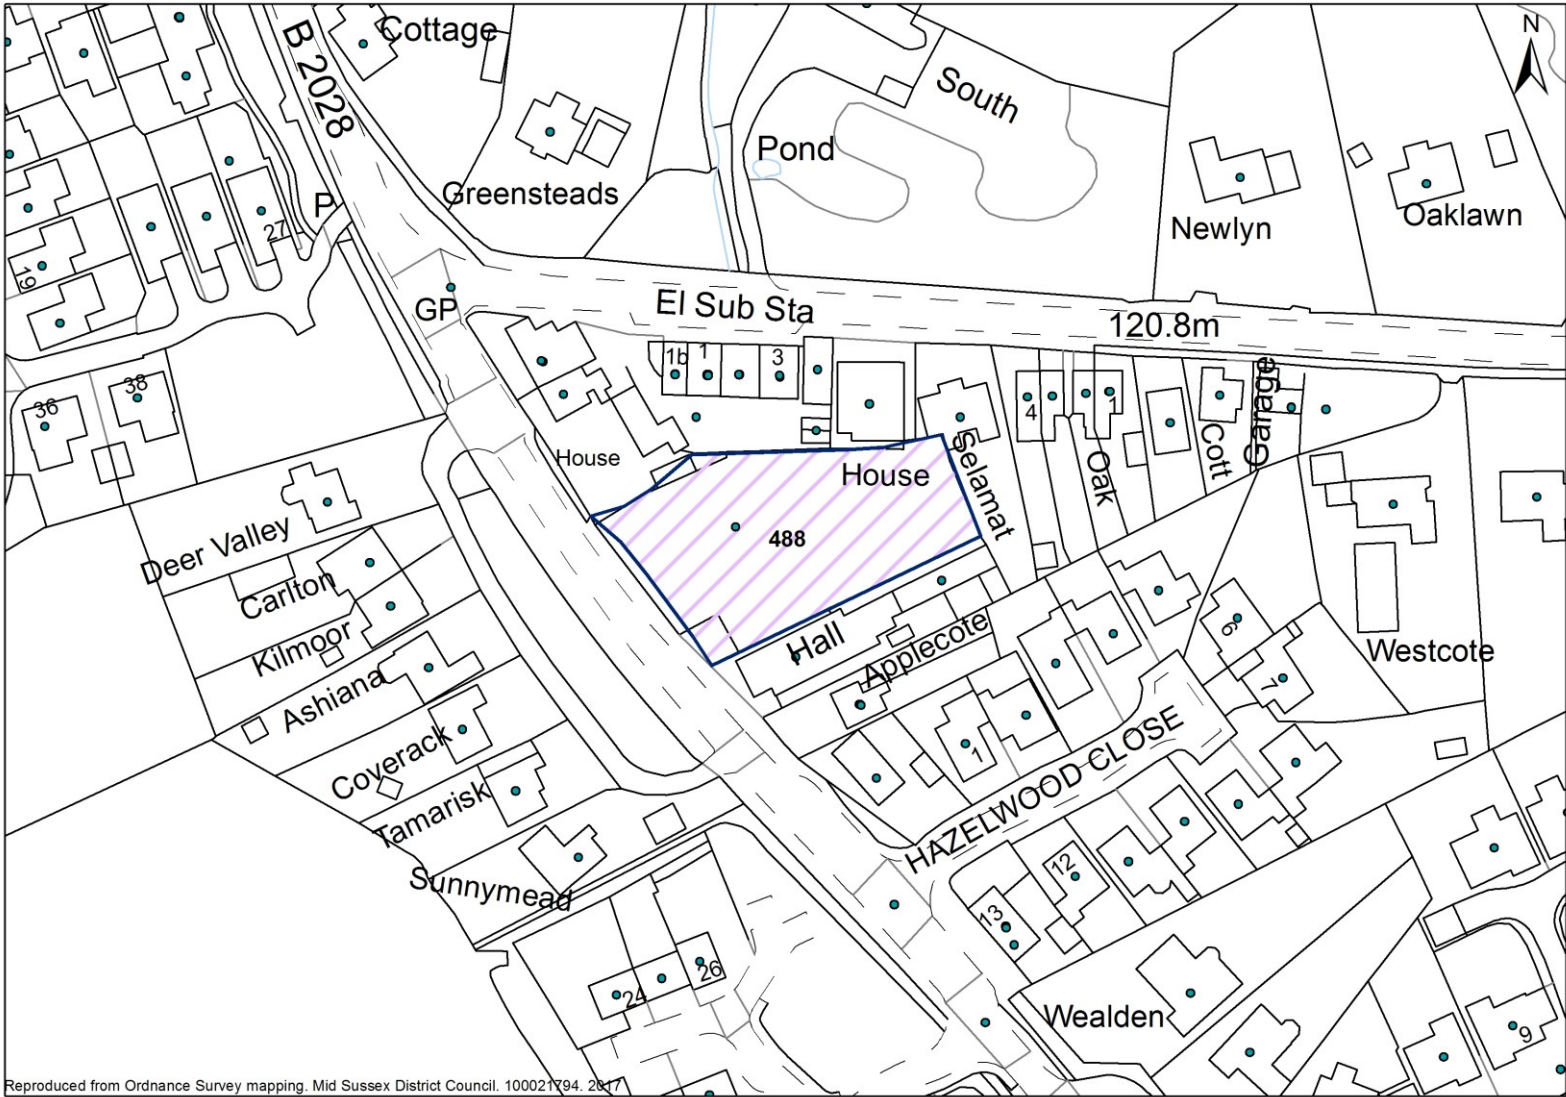 Cottage
N
B 2028
South
Pond
Greensteads
P
Newlyn
Oaklawn
27
19
GP
El Sub Sta
120.8m
1b
1
3
38
36
4
1
Garage
Cott
Oak
House
House
Selamat
488
Deer Valley
Carlton
Kilmoor
Ashiana
Coverack
Tamarisk
Sunnymead
Hall
Applecote
6
7
Westcote
1
HAZELWOOD CLOSE
12
13
24
26
Wealden
9
Reproduced from Ordnance Survey mapping. Mid Sussex District Council. 100021794. 2017